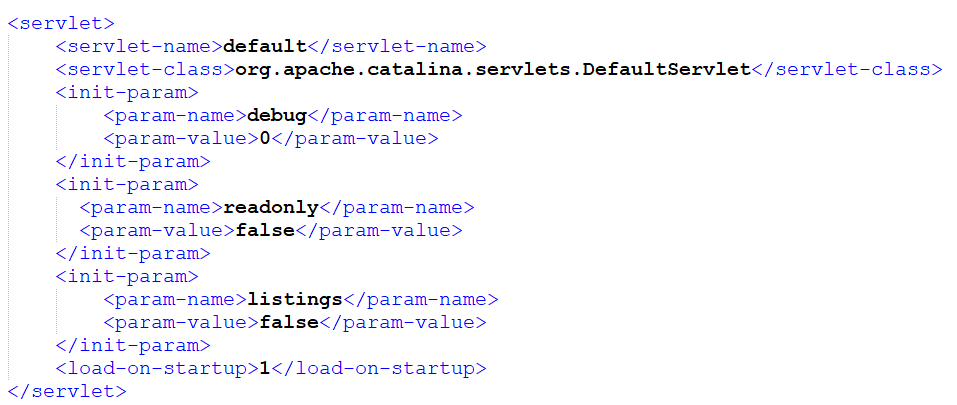 <servlet>
    <servlet-name>default</servlet-name>
    <servlet-class>org.apache.catalina.servlets.DefaultServlet</servlet-class>
    <init-param>
        <param-name>debug</param-name>
        <param-value>0</param-value>
    </init-param>
    <init-param>
      <param-name>readonly</param-name>
      <param-value>false</param-value>
    </init-param>
    <init-param>
        <param-name>listings</param-name>
        <param-value>false</param-value>
    </init-param>
    <load-on-startup>1</load-on-startup>
</servlet>